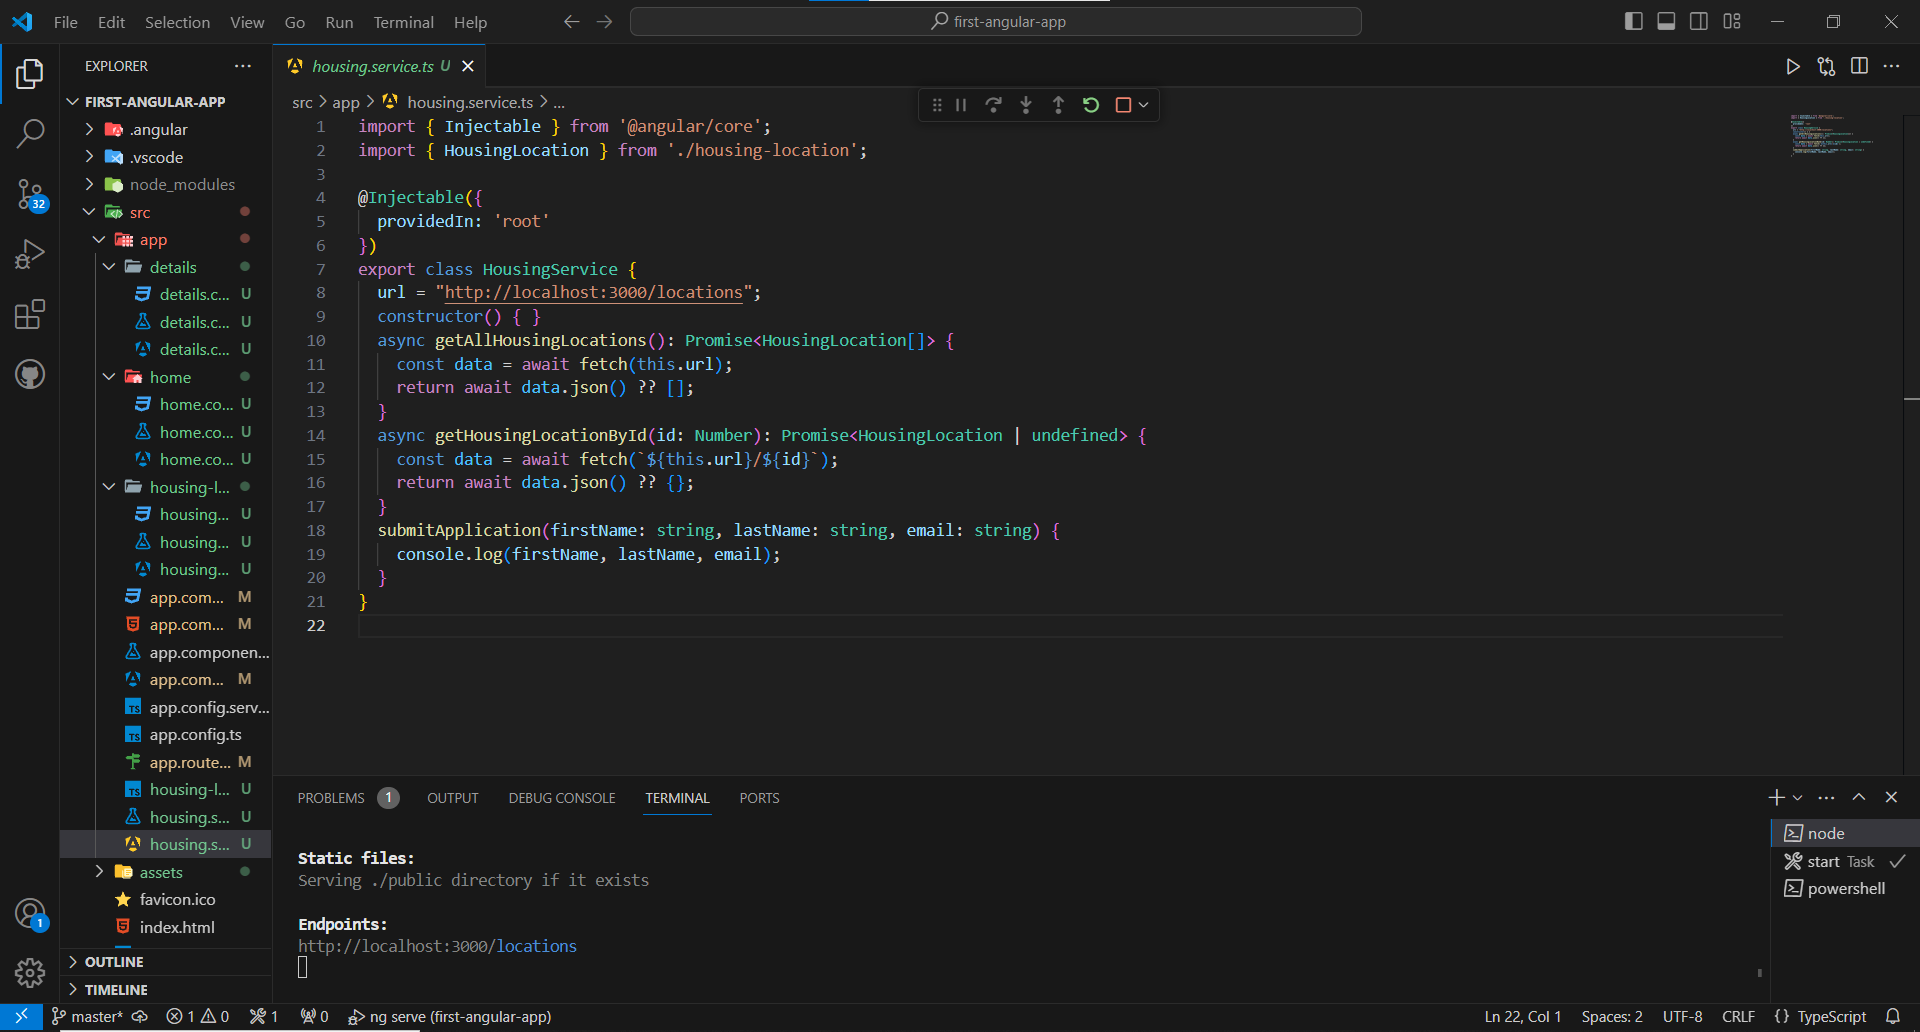 File Edit Selection View Go Run Terminal Help
first-angular-app
EXPLORER
FIRST-ANGULAR-APP
.angular
.vscode
node_modules
src
app
details
details.c... U
details.c... U
details.c... U
home
home.co... U
home.co... U
home.co... U
housing-l...
housing... U
housing... U
housing... U
app.com... M
app.com... M
app.componen...
app.com... M
app.config.serv...
app.config.ts
app.route... M
housing-l... U
housing.s... U
housing.s... U
assets
favicon.ico
index.html
OUTLINE
TIMELINE
32
1
housing.service.ts U
src > app > housing.service.ts > ...
1 import { Injectable } from '@angular/core';
2 import { HousingLocation } from './housing-location';
3
4 @Injectable({
5 providedIn: 'root'
6 })
7 export class HousingService {
8 url = "http://localhost:3000/locations";
9 constructor() { }
10 async getAllHousingLocations(): Promise<HousingLocation[]> {
11 const data = await fetch(this.url);
12 return await data.json() ?? [];
13 }
14 async getHousingLocationById(id: Number): Promise<HousingLocation | undefined> {
15 const data = await fetch(`${this.url}/${id}`);
16 return await data.json() ?? {};
17 }
18 submitApplication(firstName: string, lastName: string, email: string) {
19 console.log(firstName, lastName, email);
20 }
21 }
22
PROBLEMS 1 OUTPUT DEBUG CONSOLE TERMINAL PORTS
Static files:
Serving ./public directory if it exists
Endpoints:
http://localhost:3000/locations
node
start Task
powershell
master* 1 0 1 0 ng serve (first-angular-app)
Ln 22, Col 1 Spaces: 2 UTF-8 CRLF {} TypeScript